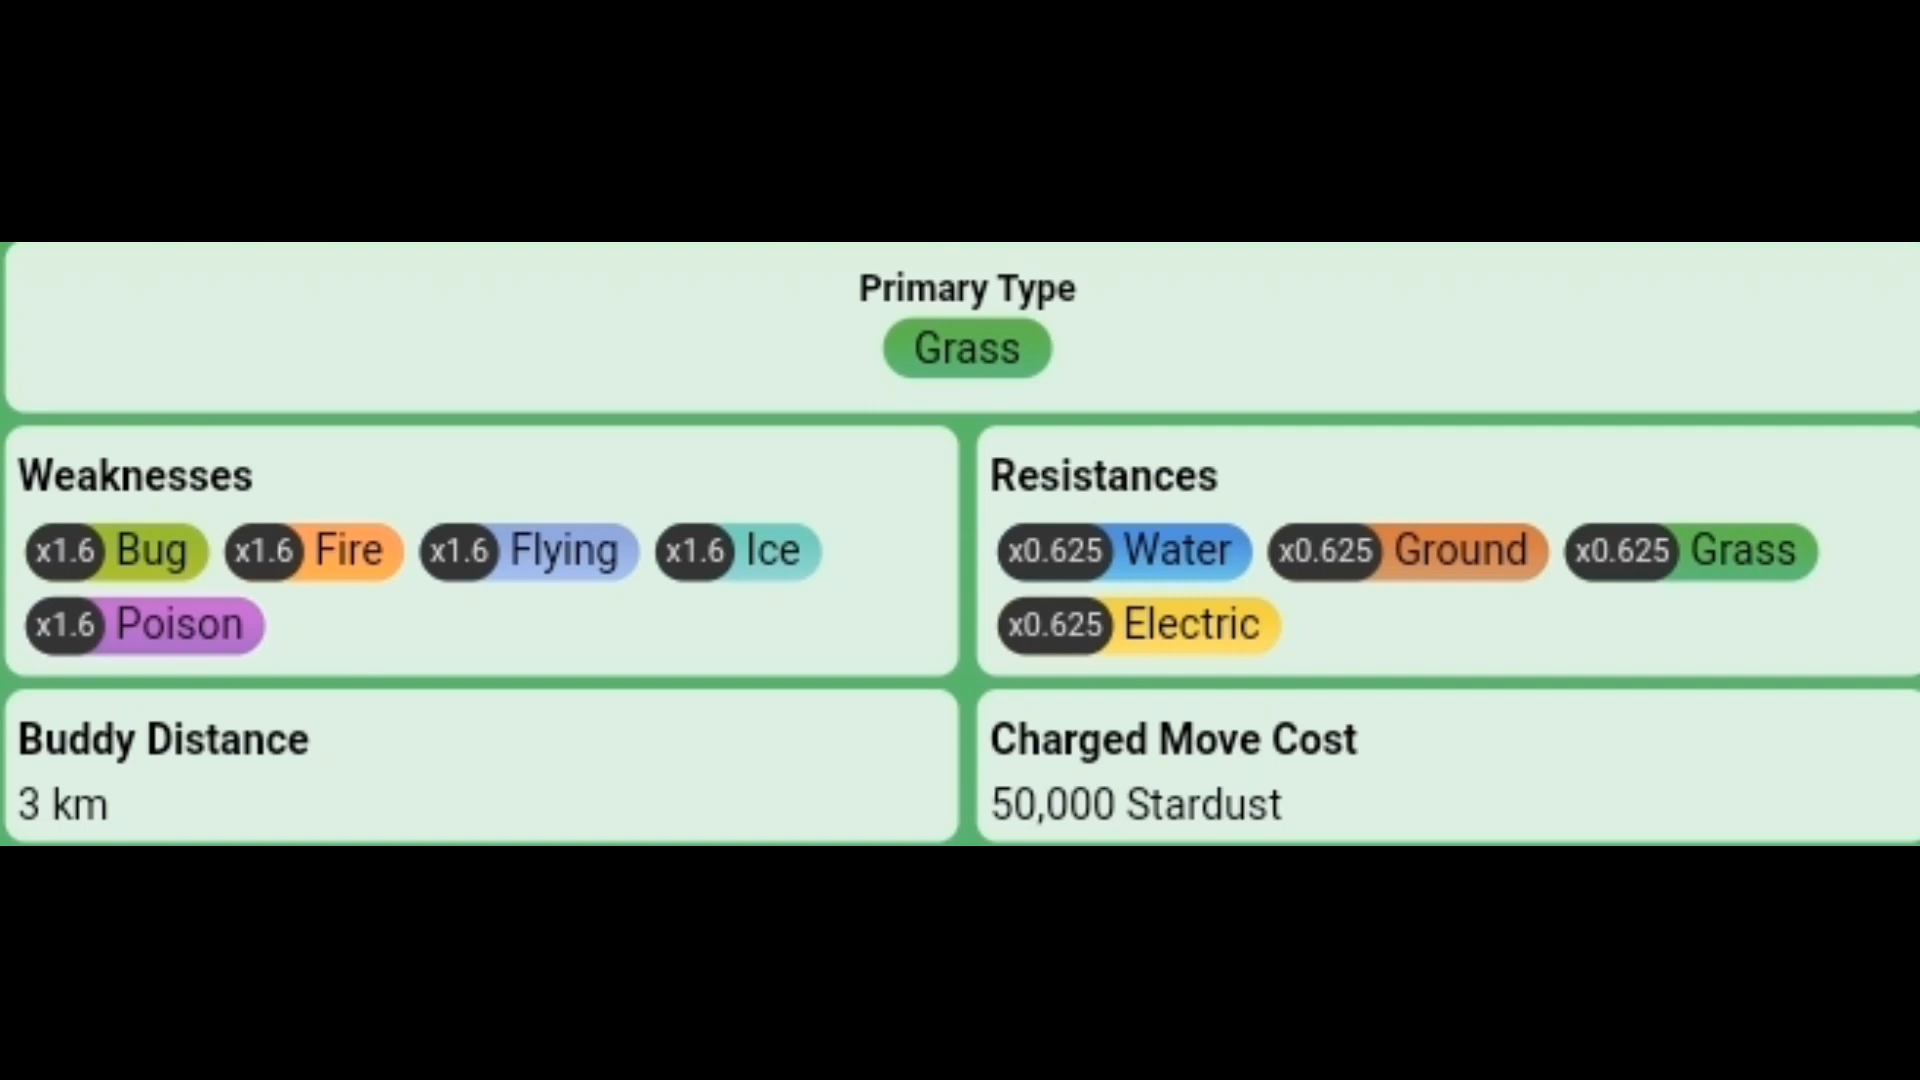 Primary Type
Grass
Weaknesses
x1.6 Bug x1.6 Fire x1.6 Flying x1.6 Ice
x1.6 Poison
Resistances
x0.625 Water x0.625 Ground x0.625 Grass
x0.625 Electric
Buddy Distance
3 km
Charged Move Cost
50,000 Stardust